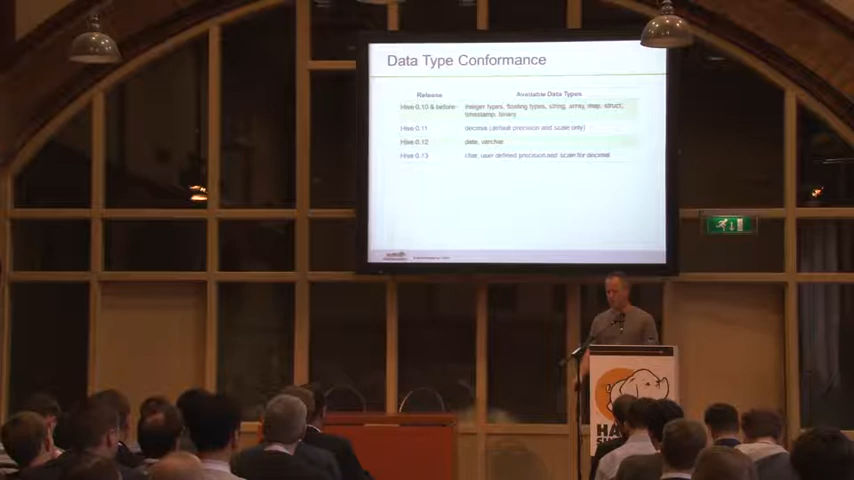 Data Type Conformance
Release Available Data Types
Hive 0.10 & before integer types, floating types, string, array, map, struct,
timestamp, binary
Hive 0.11 decimal (default precision and scale only)
Hive 0.12 date, varchar
Hive 0.13 char, user defined precision and scale for decimal